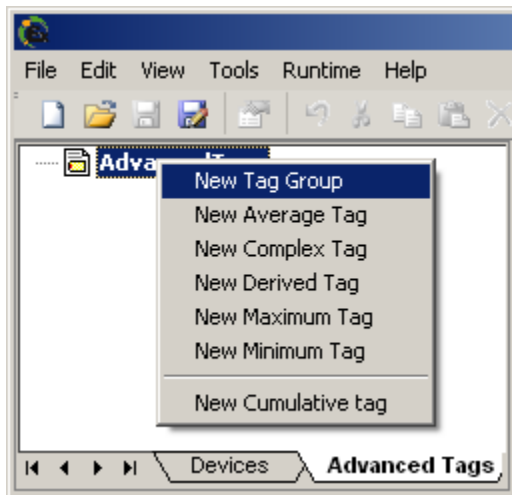 File Edit View Tools Runtime Help
New Tag Group
New Average Tag
New Complex Tag
New Derived Tag
New Maximum Tag
New Minimum Tag
New Cumulative tag
Devices Advanced Tags